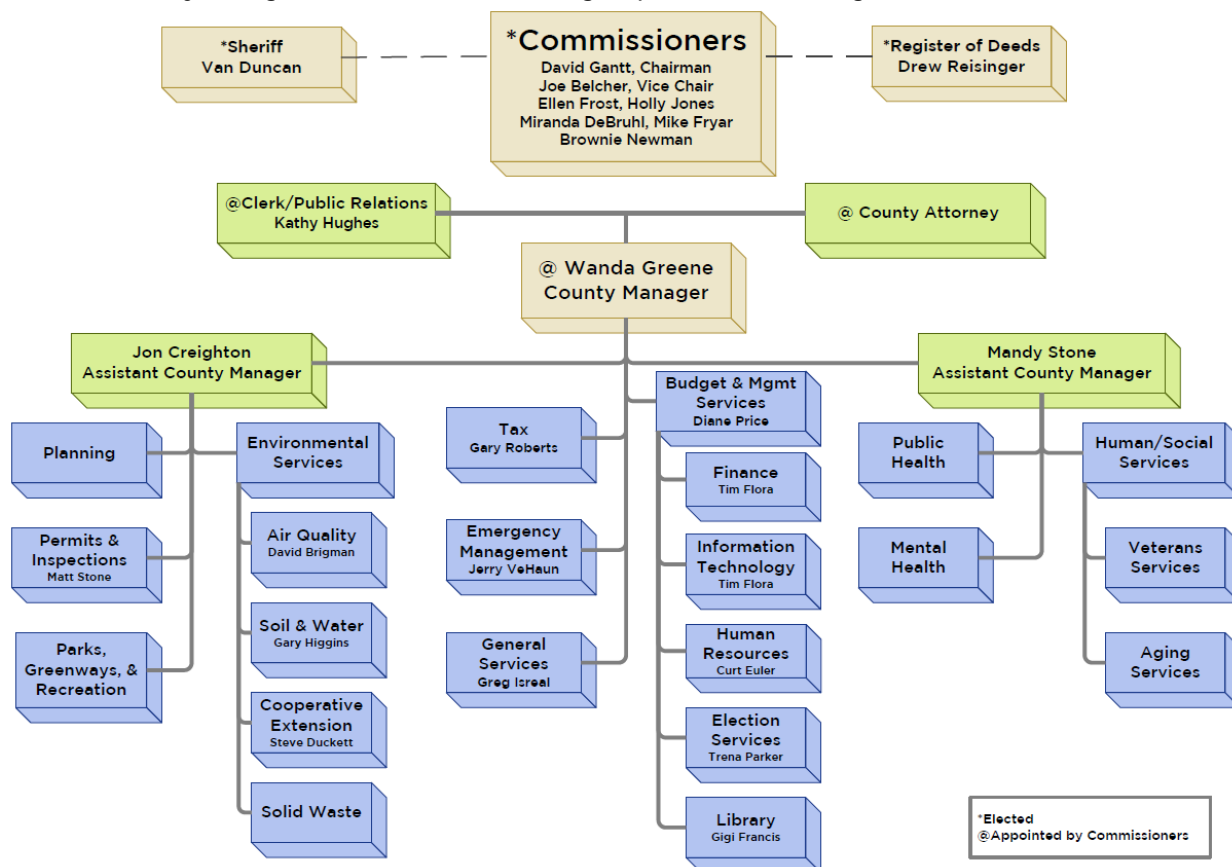 *Sheriff
Van Duncan
*Commissioners
David Gantt, Chairman
Joe Belcher, Vice Chair
Ellen Frost, Holly Jones
Miranda DeBruhl, Mike Fryar
Brownie Newman
*Register of Deeds
Drew Reisinger
@Clerk/Public Relations
Kathy Hughes
@ County Attorney
@ Wanda Greene
County Manager
Jon Creighton
Assistant County Manager
Mandy Stone
Assistant County Manager
Planning
Environmental
Services
Permits &
Inspections
Matt Stone
Air Quality
David Brigman
Parks,
Greenways, &
Recreation
Soil & Water
Gary Higgins
Cooperative
Extension
Steve Duckett
Solid Waste
Tax
Gary Roberts
Emergency
Management
Jerry VeHaun
General
Services
Greg Isreal
Budget & Mgmt
Services
Diane Price
Finance
Tim Flora
Information
Technology
Tim Flora
Human
Resources
Curt Euler
Election
Services
Trena Parker
Library
Gigi Francis
Public
Health
Human/Social
Services
Mental
Health
Veterans
Services
Aging
Services
*Elected
@Appointed by Commissioners